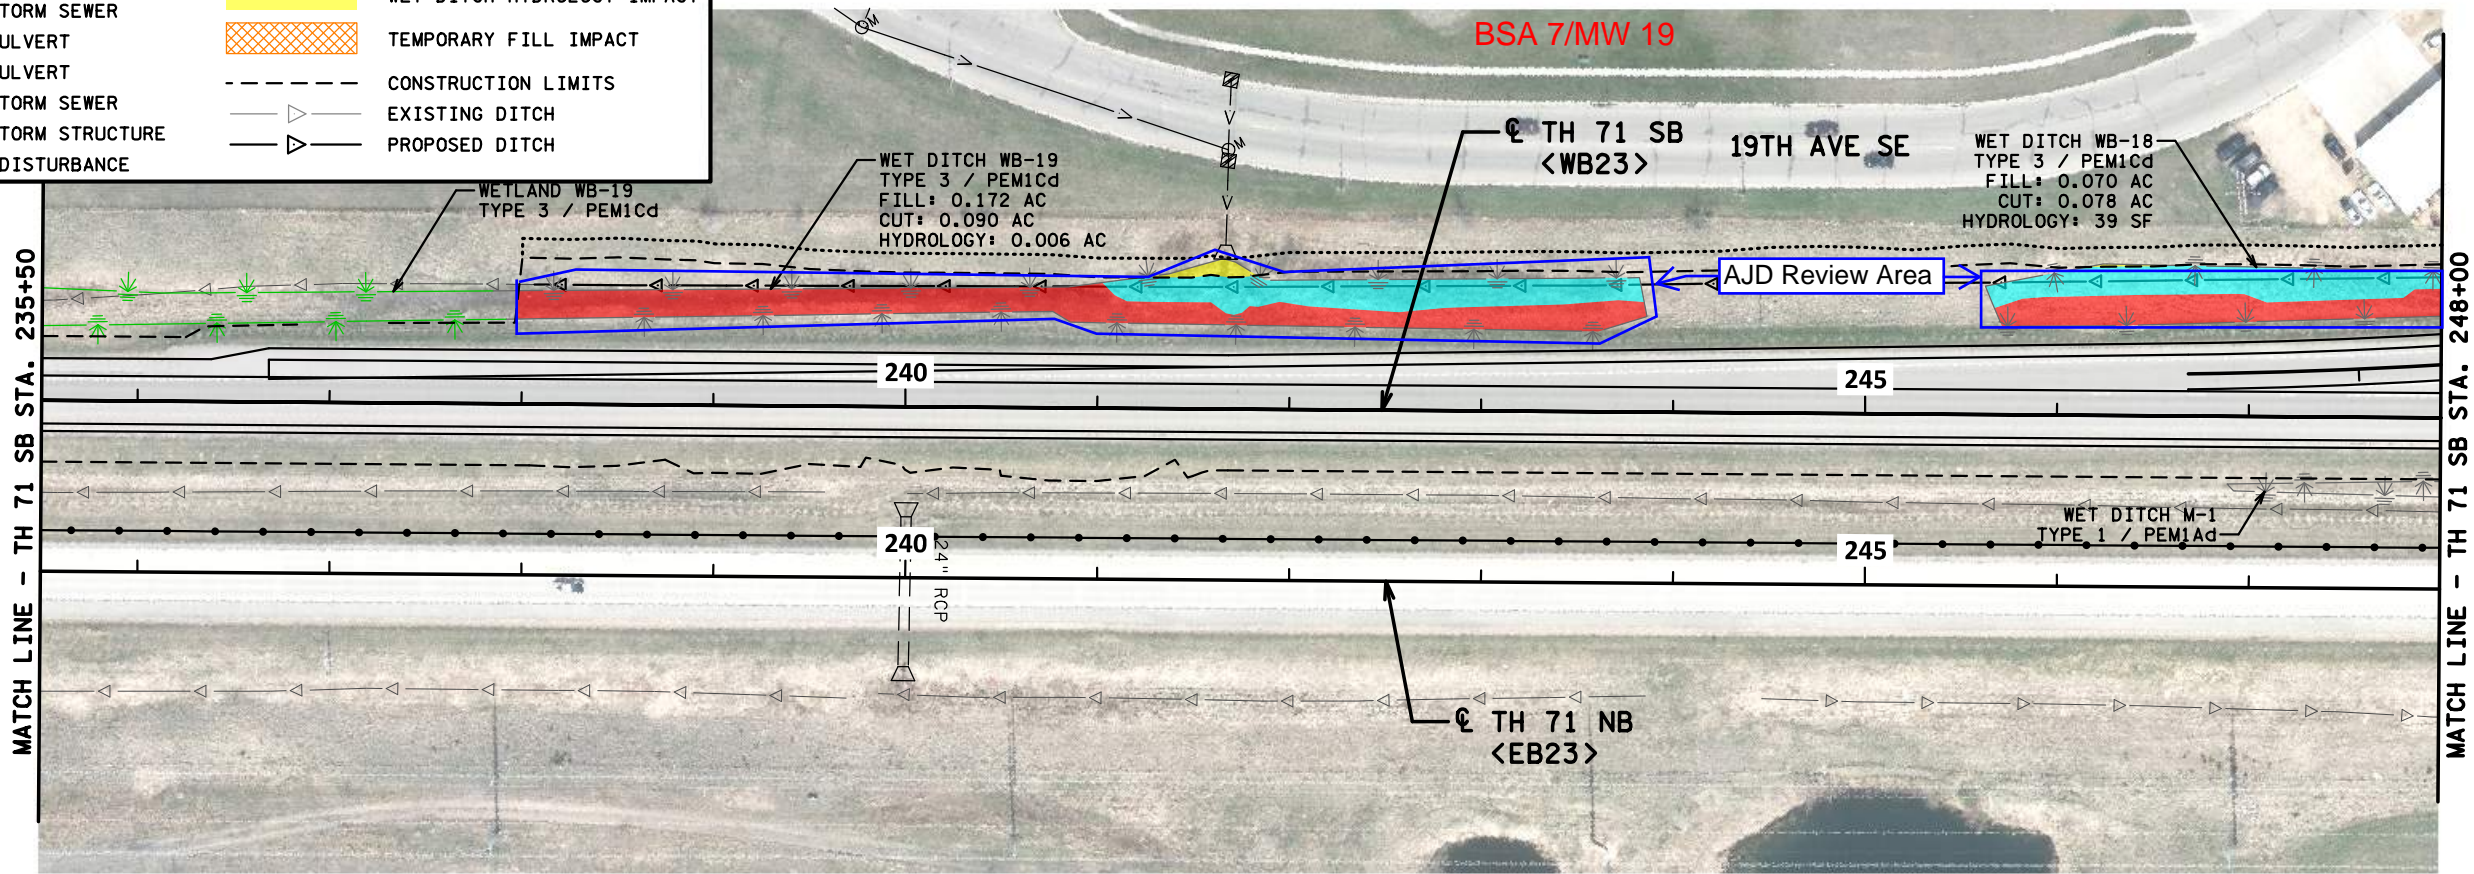 TORM SEWER
ULVERT
ULVERT
TORM SEWER
TORM STRUCTURE
DISTURBANCE
WET DITCH HYDROLOGY IMPACT
TEMPORARY FILL IMPACT
CONSTRUCTION LIMITS
EXISTING DITCH
PROPOSED DITCH
BSA 7/MW 19
M
M
℄ TH 71 SB
<WB23>
19TH AVE SE
WETLAND WB-19
TYPE 3 / PEM1Cd
WET DITCH WB-19
TYPE 3 / PEM1Cd
FILL: 0.172 AC
CUT: 0.090 AC
HYDROLOGY: 0.006 AC
WET DITCH WB-18
TYPE 3 / PEM1Cd
FILL: 0.070 AC
CUT: 0.078 AC
HYDROLOGY: 39 SF
AJD Review Area
240
245
WET DITCH M-1
TYPE 1 / PEM1Ad
240
245
24" RCP
℄ TH 71 NB
<EB23>
MATCH LINE - TH 71 SB STA. 235+50
MATCH LINE - TH 71 SB STA. 248+00